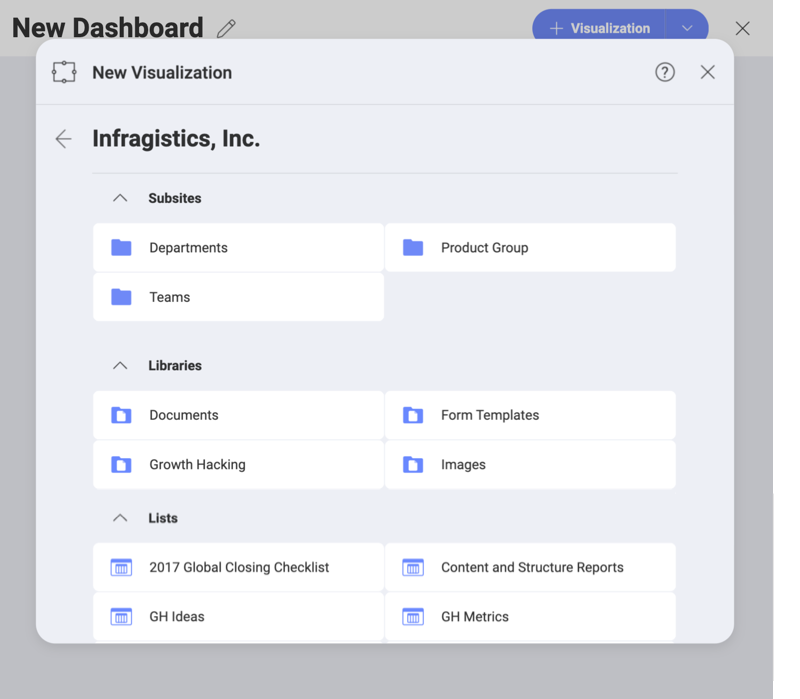 New Dashboard
Visualization
New Visualization
Infragistics, Inc.
Subsites
Departments
Product Group
Teams
Libraries
Documents
Form Templates
Growth Hacking
Images
Lists
2017 Global Closing Checklist
Content and Structure Reports
GH Ideas
GH Metrics